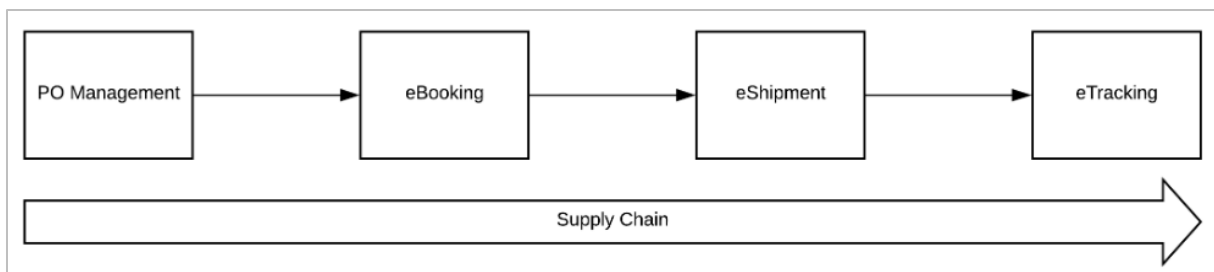 PO Management
eBooking
eShipment
eTracking
Supply Chain